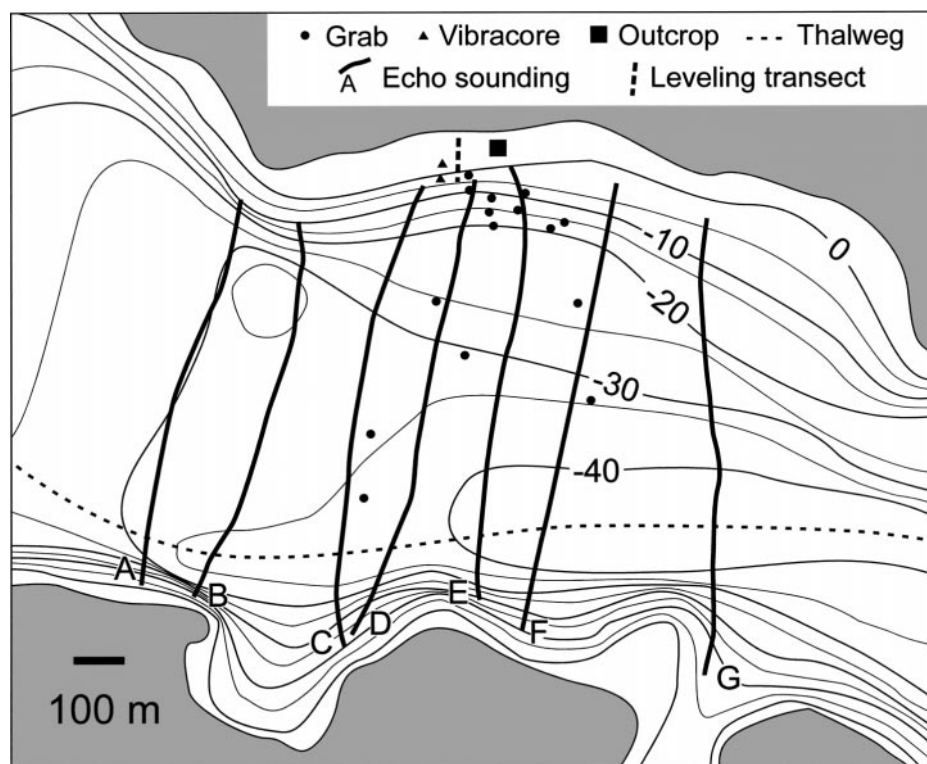 Grab Vibracore Outcrop Thalweg
A Echo sounding Leveling transect
0
-10
-20
-30
-40
A
B
C
D
E
F
G
100 m